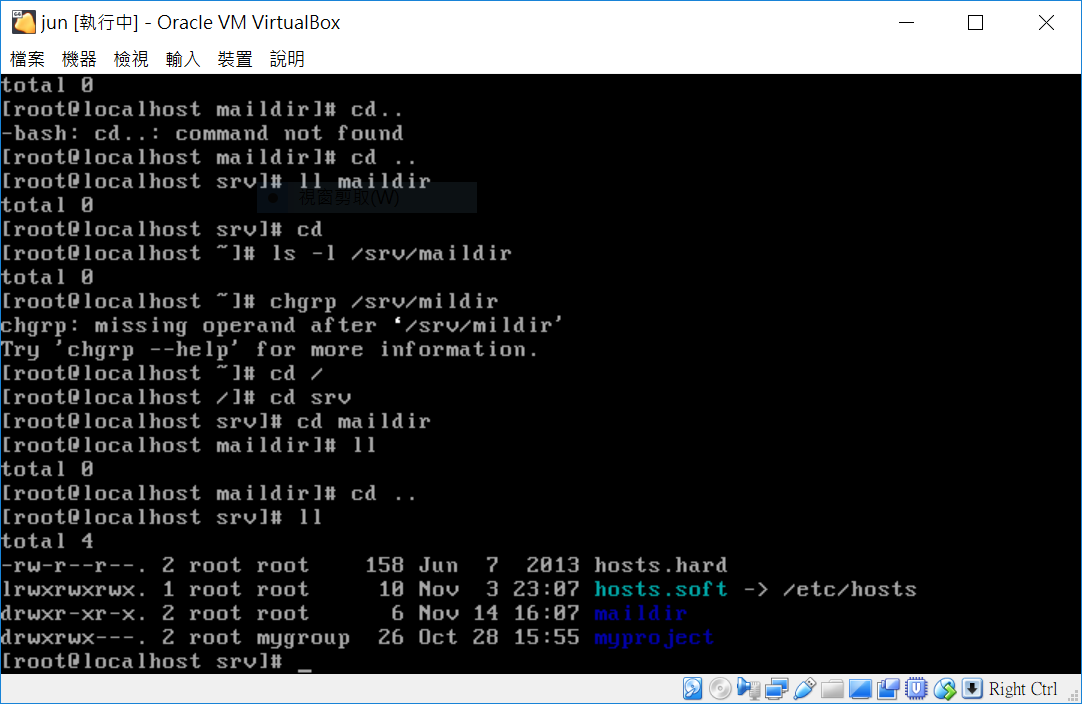 jun [執行中] - Oracle VM VirtualBox
檔案 機器 檢視 輸入 裝置 說明
total 0
[root@localhost maildir]# cd..
-bash: cd..: command not found
[root@localhost maildir]# cd ..
[root@localhost srv]# ll maildir
視窗剪取(W)
total 0
[root@localhost srv]# cd
[root@localhost ~]# ls -l /srv/maildir
total 0
[root@localhost ~]# chgrp /srv/mildir
chgrp: missing operand after ‘/srv/mildir’
Try 'chgrp --help' for more information.
[root@localhost ~]# cd /
[root@localhost /]# cd srv
[root@localhost srv]# cd maildir
[root@localhost maildir]# ll
total 0
[root@localhost maildir]# cd ..
[root@localhost srv]# ll
total 4
-rw-r--r--. 2 root root    158 Jun  7  2013 hosts.hard
lrwxrwxrwx. 1 root root     10 Nov  3 23:07 hosts.soft -> /etc/hosts
drwxr-xr-x. 2 root root      6 Nov 14 16:07 maildir
drwxrwx---. 2 root mygroup  26 Oct 28 15:55 myproject
[root@localhost srv]# _
Right Ctrl